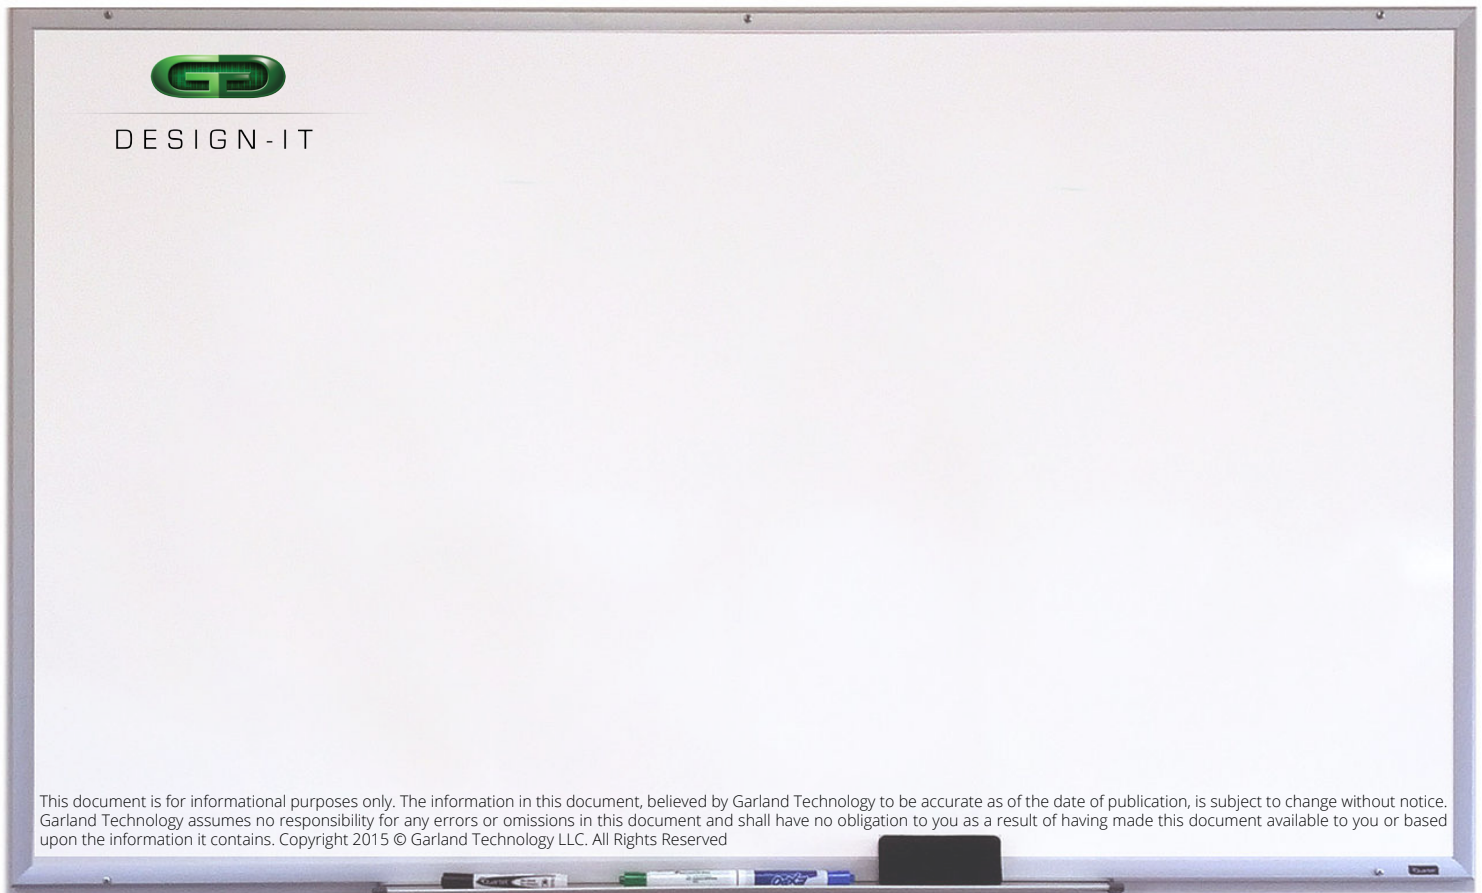 DESIGN-IT
This document is for informational purposes only. The information in this document, believed by Garland Technology to be accurate as of the date of publication, is subject to change without notice.
Garland Technology assumes no responsibility for any errors or omissions in this document and shall have no obligation to you as a result of having made this document available to you or based
upon the information it contains. Copyright 2015 © Garland Technology LLC. All Rights Reserved